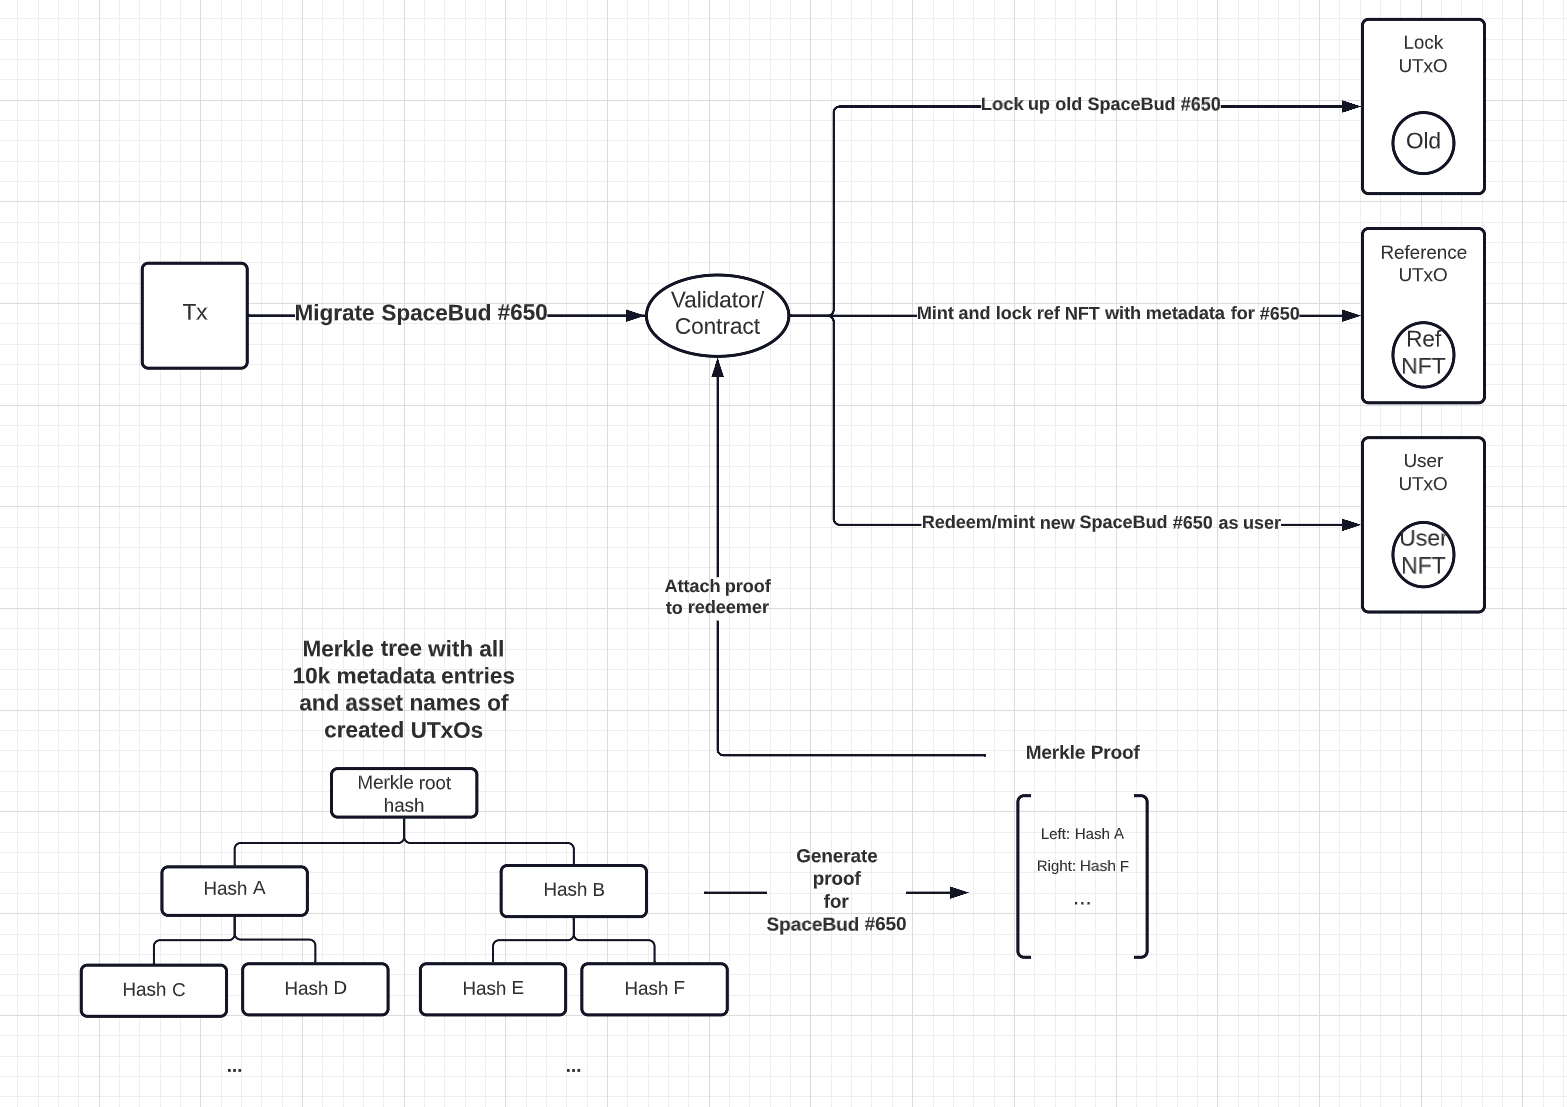 Lock
UTxO
Lock up old SpaceBud #650
Old
Reference
UTxO
Tx
Migrate SpaceBud #650
Validator/
Contract
Mint and lock ref NFT with metadata for #650
Ref
NFT
User
UTxO
Redeem/mint new SpaceBud #650 as user
User
NFT
Attach proof
to redeemer
Merkle tree with all
10k metadata entries
and asset names of
created UTxOs
Merkle root
hash
Hash A
Hash B
Hash C
Hash D
Hash E
Hash F
...
...
Generate
proof
for
SpaceBud #650
Merkle Proof
Left: Hash A
Right: Hash F
...